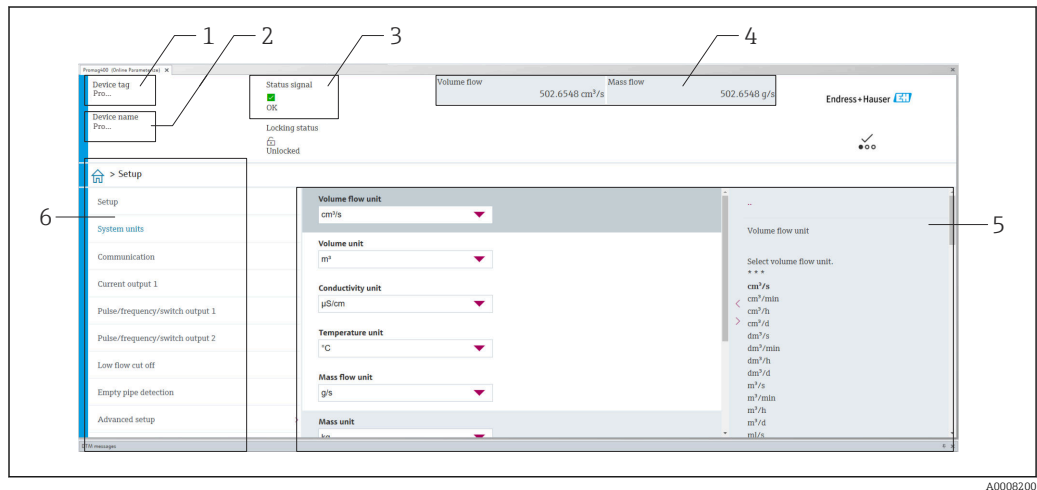 1
2
3
4
Promag400 (Online Parameterize) X
Device tag
Pro...
Status signal
OK
Volume flow
502.6548 cm³/s
Mass flow
502.6548 g/s
Endress+Hauser EH
Device name
Pro...
Locking status
Unlocked
> Setup
6
5
Setup
System units
Communication
Current output 1
Pulse/frequency/switch output 1
Pulse/frequency/switch output 2
Low flow cut off
Empty pipe detection
Advanced setup
Volume flow unit
cm³/s
Volume unit
m³
Conductivity unit
µS/cm
Temperature unit
°C
Mass flow unit
g/s
Mass unit
kg
..
Volume flow unit
Select volume flow unit.
* * *
cm³/s
cm³/min
cm³/h
cm³/d
dm³/s
dm³/min
dm³/h
dm³/d
m³/s
m³/min
m³/h
m³/d
ml/s
DTM messages
A0008200